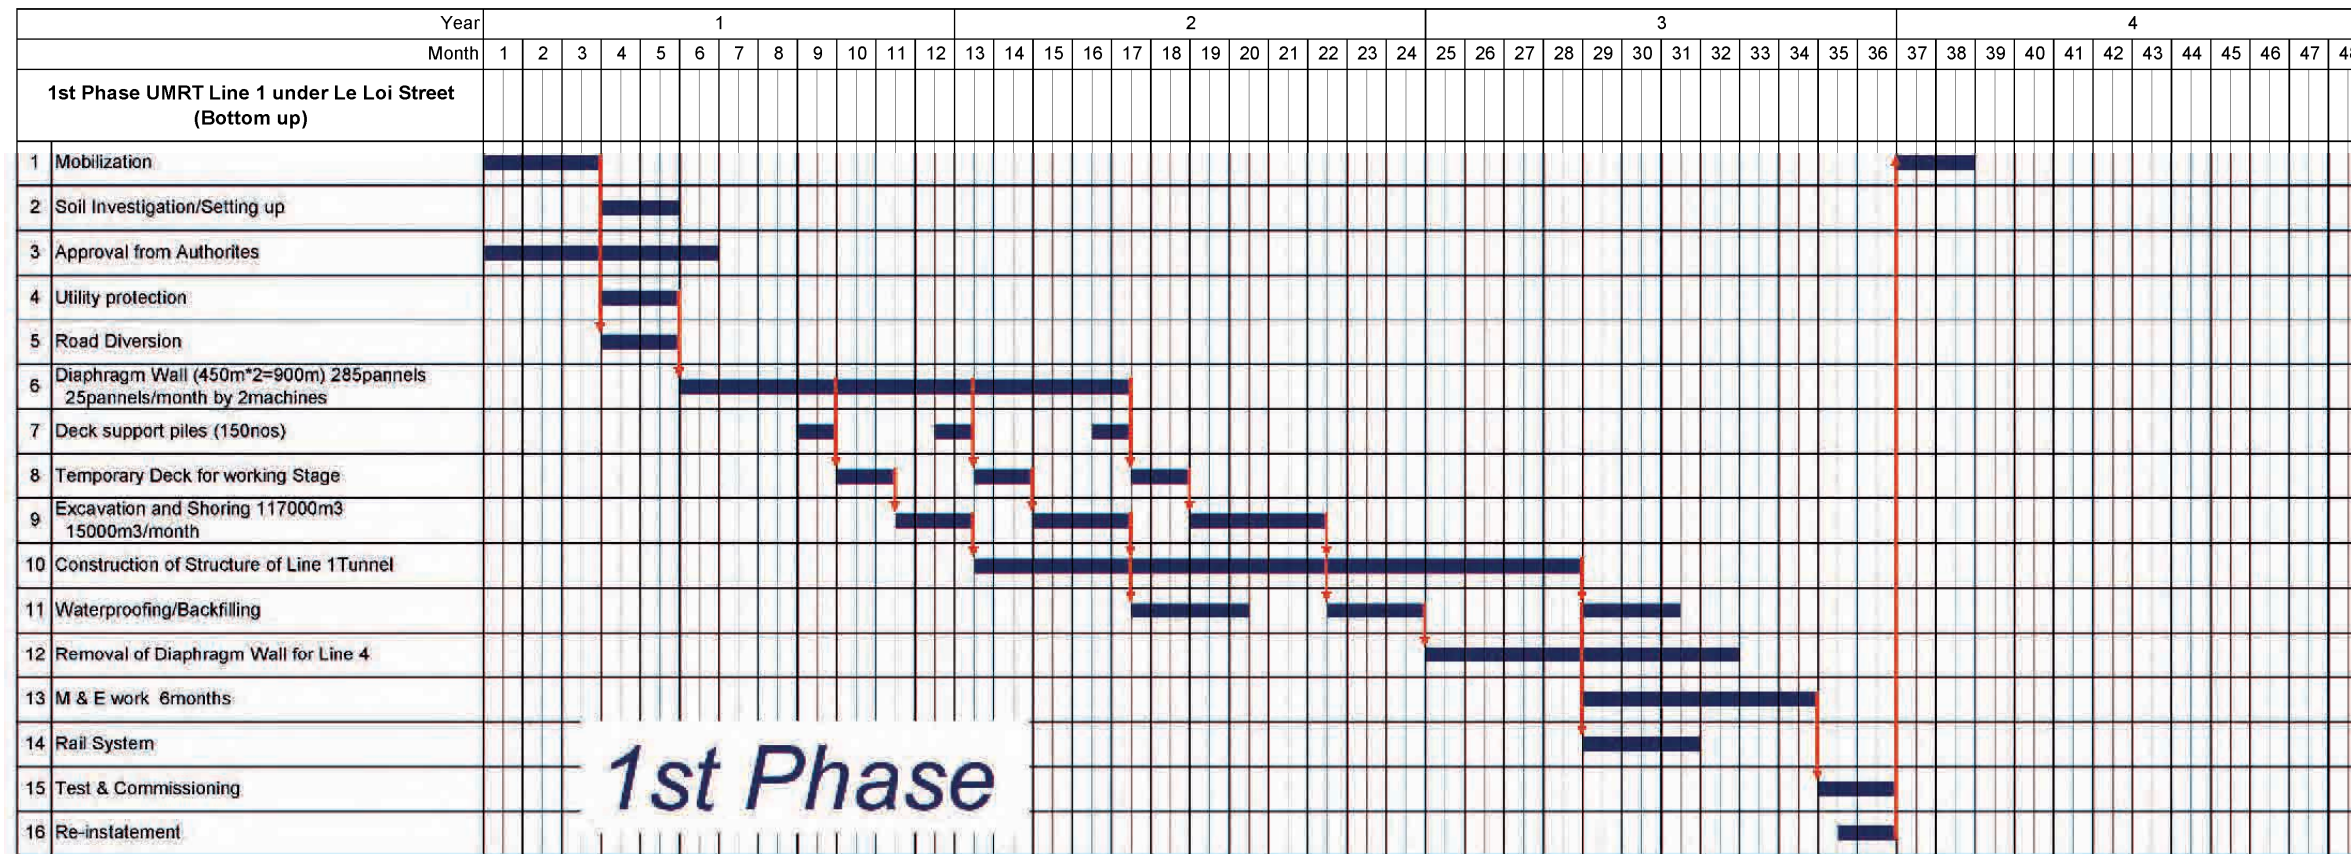 Year 1 2 3 4
Month 1 2 3 4 5 6 7 8 9 10 11 12 13 14 15 16 17 18 19 20 21 22 23 24 25 26 27 28 29 30 31 32 33 34 35 36 37 38 39 40 41 42 43 44 45 46 47
1st Phase UMRT Line 1 under Le Loi Street
(Bottom up)
1 Mobilization
2 Soil Investigation/Setting up
3 Approval from Authorites
4 Utility protection
5 Road Diversion
6 Diaphragm Wall (450m*2=900m) 285pannels
25pannels/month by 2machines
7 Deck support piles (150nos)
8 Temporary Deck for working Stage
9 Excavation and Shoring 117000m3
15000m3/month
10 Construction of Structure of Line 1Tunnel
11 Waterproofing/Backfilling
12 Removal of Diaphragm Wall for Line 4
13 M & E work 6months
14 Rail System
15 Test & Commissioning
16 Re-instatement
1st Phase